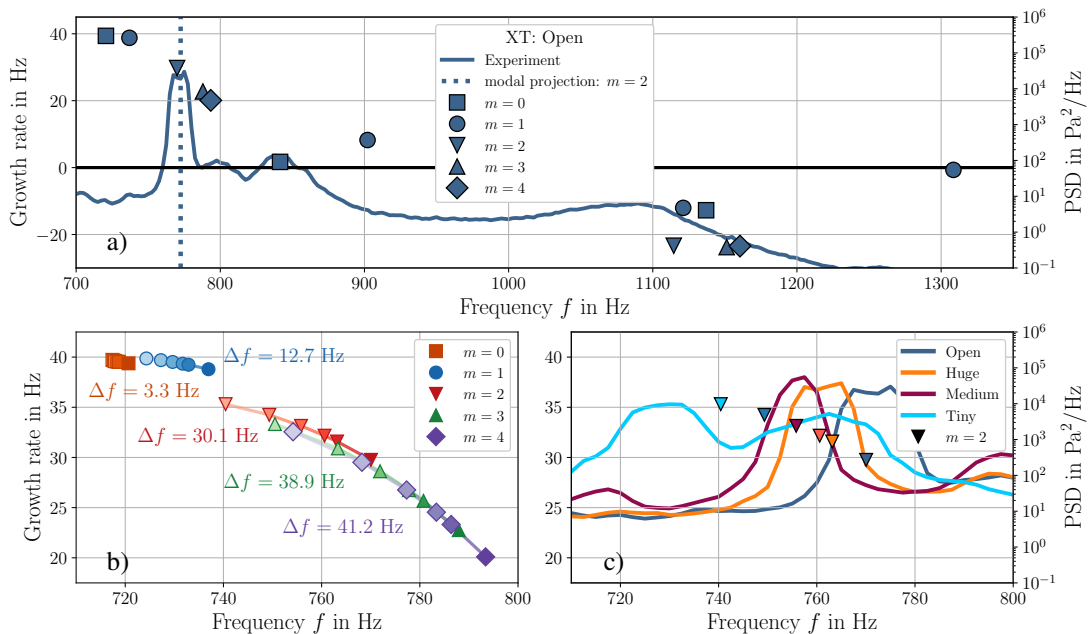 XT: Open
Experiment
modal projection: m = 2
m = 0
m = 1
m = 2
m = 3
m = 4
Growth rate in Hz
40
20
0
−20
a)
700 800 900 1000 1100 1200 1300
Frequency f in Hz
10^6
10^5
10^4
10^3
10^2
10^1
10^0
10^−1
PSD in Pa^2/Hz
Growth rate in Hz
40
35
30
25
20
Δf = 12.7 Hz
Δf = 3.3 Hz
Δf = 30.1 Hz
Δf = 38.9 Hz
Δf = 41.2 Hz
m = 0
m = 1
m = 2
m = 3
m = 4
b)
720 740 760 780 800
Frequency f in Hz
40
35
30
25
20
Open
Huge
Medium
Tiny
m = 2
c)
720 740 760 780 800
Frequency f in Hz
10^6
10^5
10^4
10^3
10^2
10^1
10^0
10^−1
PSD in Pa^2/Hz